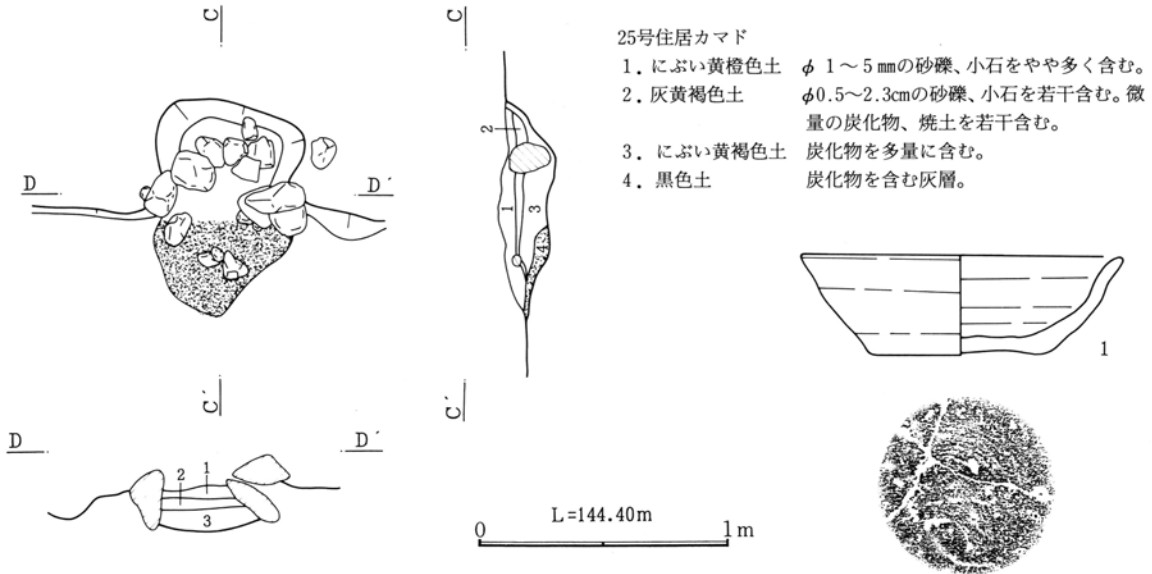 25号住居カマド
1．にぶい黄橙色土　φ 1～5㎜の砂礫、小石をやや多く含む。
2．灰黄褐色土　φ0.5～2.3cmの砂礫、小石を若干含む。微
量の炭化物、焼土を若干含む。
3．にぶい黄褐色土　炭化物を多量に含む。
4．黒色土　炭化物を含む灰層。
C
C
D
D´
2
1
3
4
1
C´
C´
D
D´
2
1
3
L=144.40m
0
1m